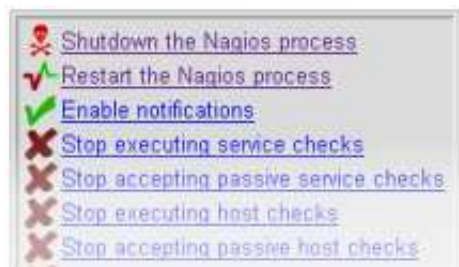 Shutdown the Nagios process
Restart the Nagios process
Enable notifications
Stop executing service checks
Stop accepting passive service checks
Stop executing host checks
Stop accepting passive host checks